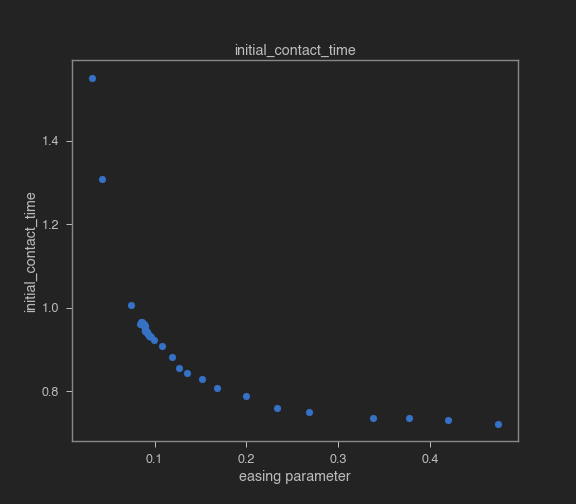 initial_contact_time
1.4
1.2
1.0
0.8
initial_contact_time
0.1 0.2 0.3 0.4
easing parameter